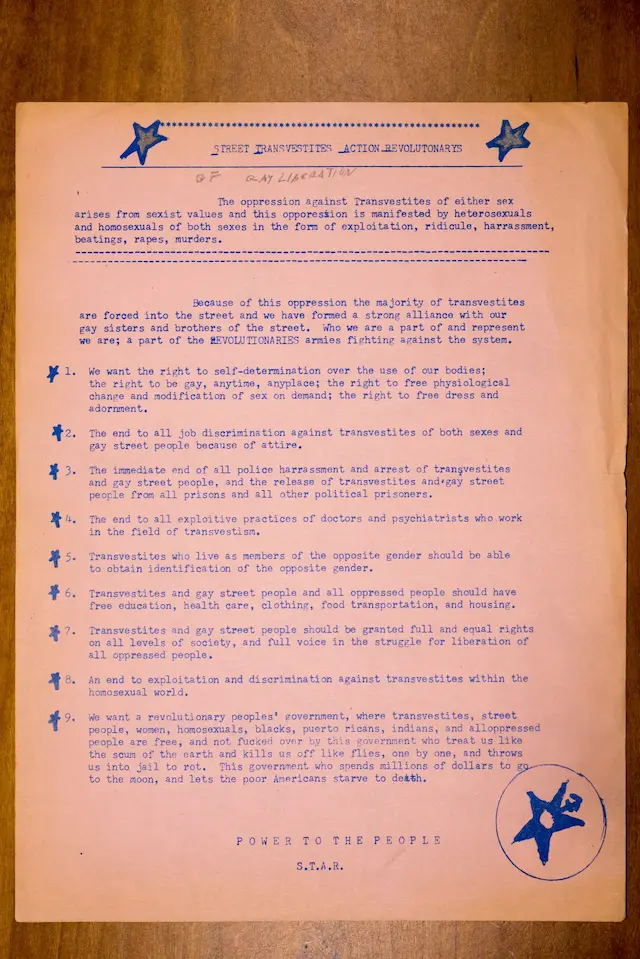 ************************************************************
STREET TRANSVESTITES ACTION REVOLUTIONARYS
GF GAY LIBERATION
The oppression against Transvestites of either sex
arises from sexist values and this opporession is manifested by heterosexuals
and homosexuals of both sexes in the form of exploitation, ridicule, harrassment,
beatings, rapes, murders.
Because of this oppression the majority of transvestites
are forced into the street and we have formed a strong alliance with our
gay sisters and brothers of the street. Who we are a part of and represent
we are; a part of the REVOLUTIONARIES armies fighting against the system.
1. We want the right to self-determination over the use of our bodies;
the right to be gay, anytime, anyplace; the right to free physiological
change and modification of sex on demand; the right to free dress and
adornment.
2. The end to all job discrimination against transvestites of both sexes and
gay street people because of attire.
3. The immediate end of all police harrassment and arrest of transvestites
and gay street people, and the release of transvestites and gay street
people from all prisons and all other political prisoners.
4. The end to all exploitive practices of doctors and psychiatrists who work
in the field of transvestism.
5. Transvestites who live as members of the opposite gender should be able
to obtain identification of the opposite gender.
6. Transvestites and gay street people and all oppressed people should have
free education, health care, clothing, food transportation, and housing.
7. Transvestites and gay street people should be granted full and equal rights
on all levels of society, and full voice in the struggle for liberation of
all oppressed people.
8. An end to exploitation and discrimination against transvestites within the
homosexual world.
9. We want a revolutionary peoples' government, where transvestites, street
people, women, homosexuals, blacks, puerto ricans, indians, and alloppressed
people are free, and not fucked over by this government who treat us like
the scum of the earth and kills us off like flies, one by one, and throws
us into jail to rot. This government who spends millions of dollars to go
to the moon, and lets the poor Americans starve to death.
POWER TO THE PEOPLE
S.T.A.R.